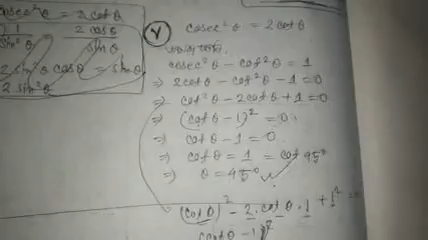 cosec²θ = 2cotθ
1/sin²θ 2cosθ/sinθ
2sin²θ cosθ = sinθ
2sin²θ
(Y) cosec²θ = 2cotθ
cosec²θ - cot²θ = 1
⇒ 2cotθ - cot²θ - 1 = 0
⇒ cot²θ - 2cotθ + 1 = 0
⇒ (cotθ - 1)² = 0
⇒ cotθ - 1 = 0
⇒ cotθ = 1 = cot 45°
⇒ θ = 45°
(cotθ)² - 2.cotθ.1 + 1²
(cotθ - 1)²